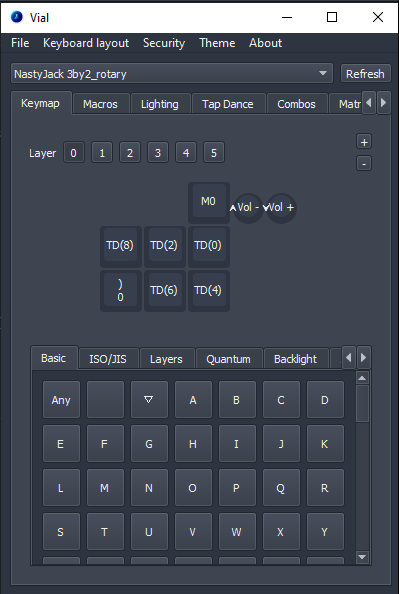 Vial
File Keyboard layout Security Theme About
NastyJack 3by2_rotary Refresh
Keymap Macros Lighting Tap Dance Combos Matr
Layer 0 1 2 3 4 5 +
-
M0 Vol - Vol +
TD(8) TD(2) TD(0)
)
0 TD(6) TD(4)
Basic ISO/JIS Layers Quantum Backlight
Any A B C D
E F G H I J K
L M N O P Q R
S T U V W X Y